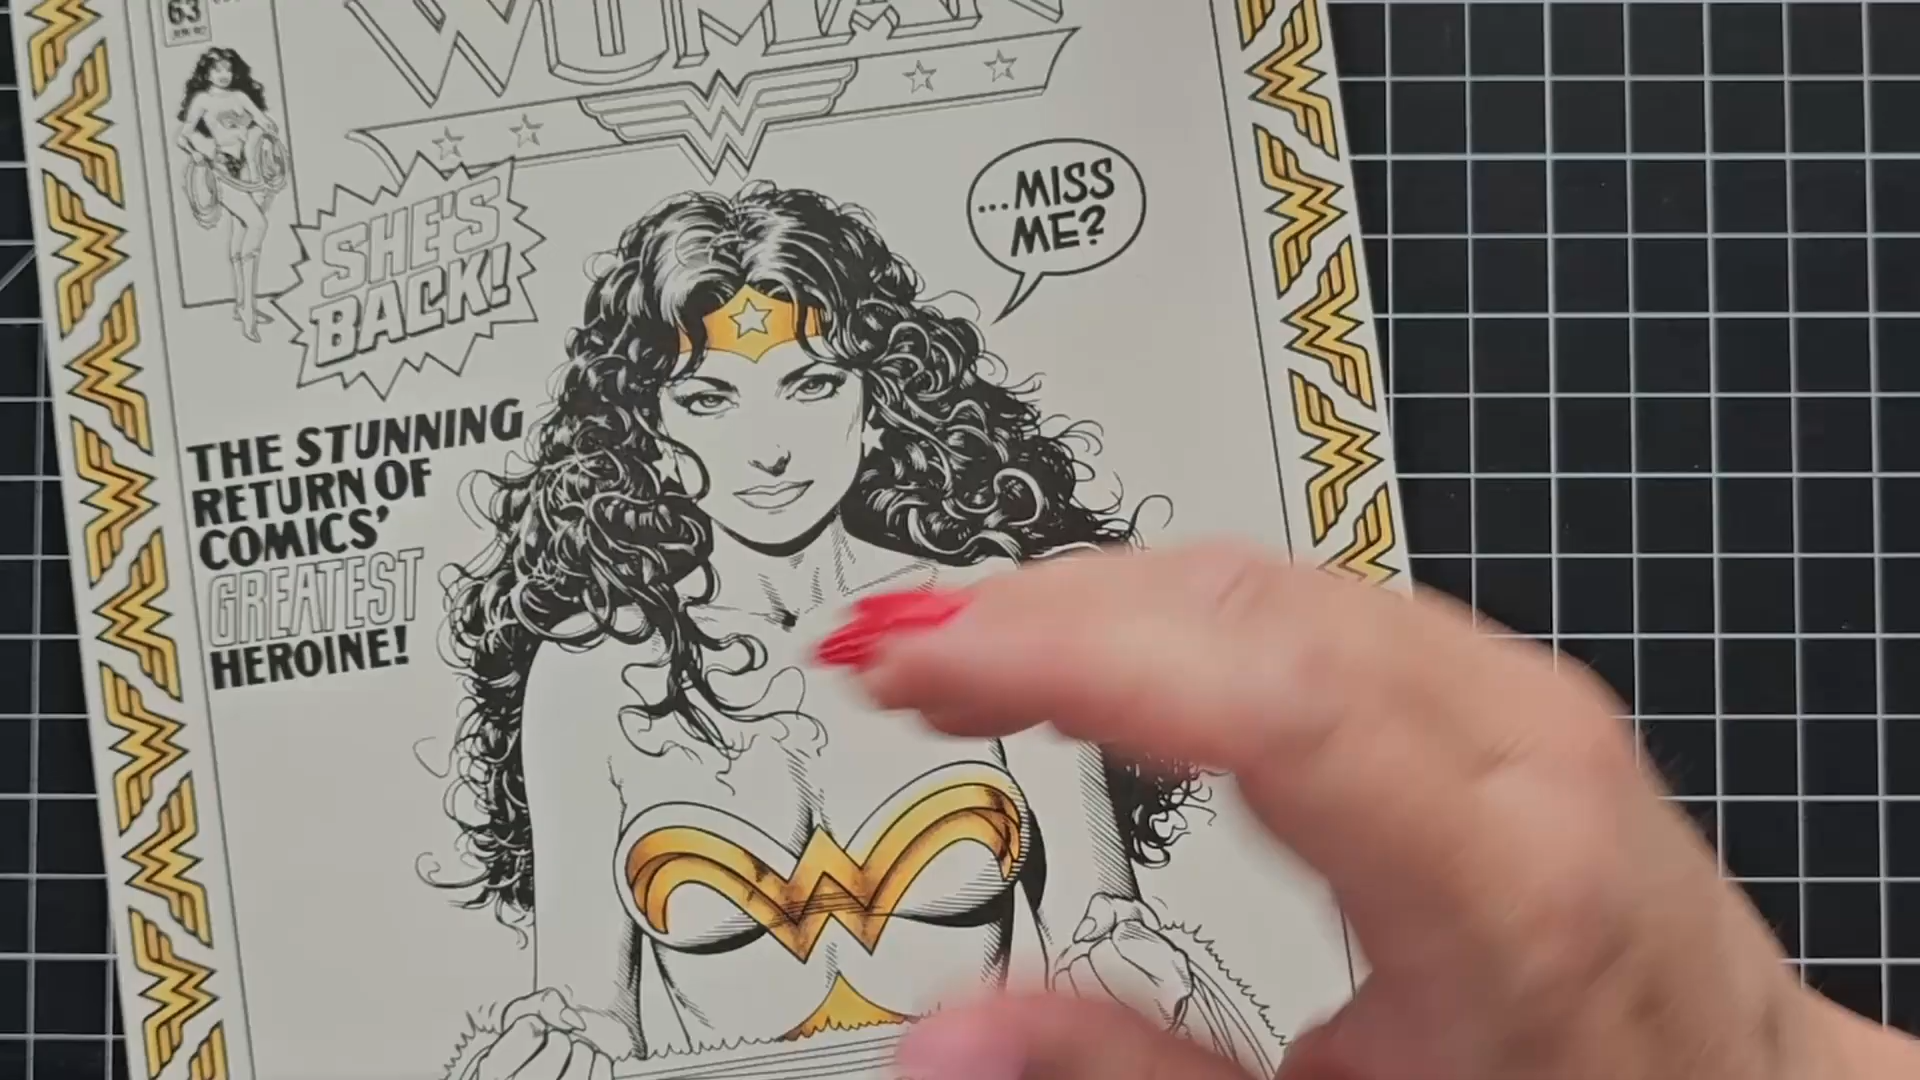 63
WOMAN
SHE'S
BACK!
...MISS
ME?
THE STUNNING
RETURN OF
COMICS'
GREATEST
HEROINE!